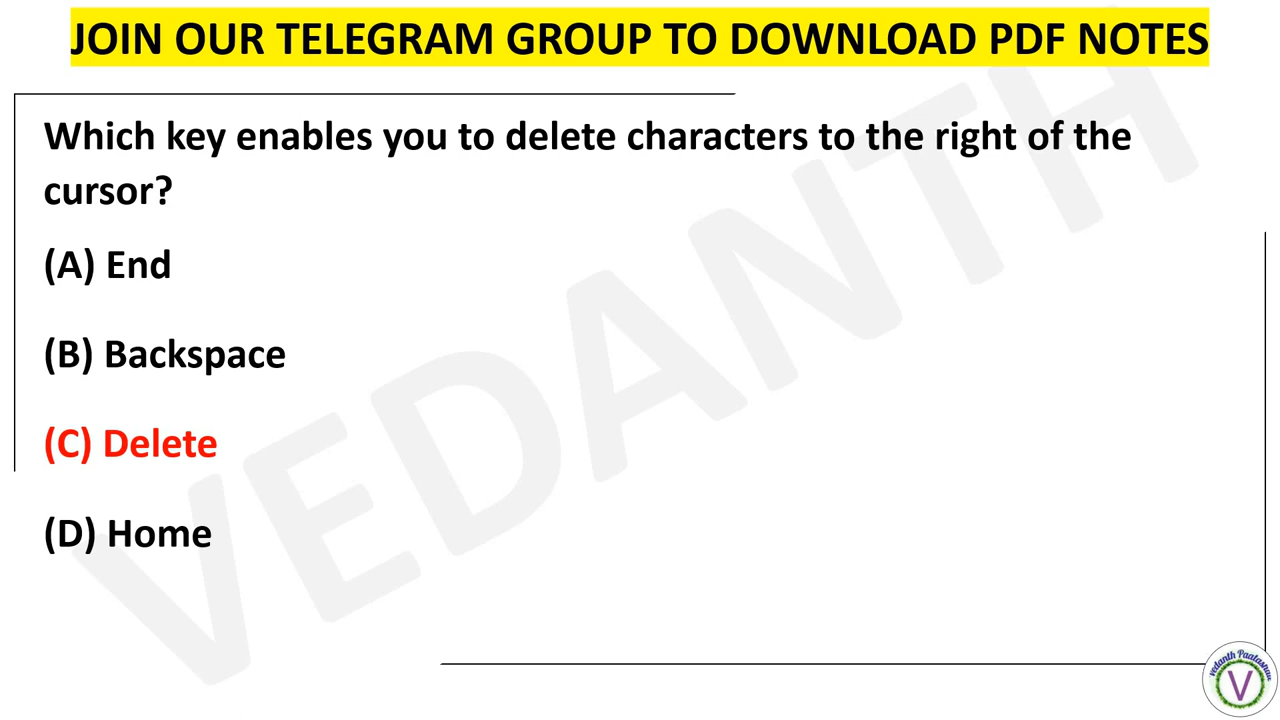 JOIN OUR TELEGRAM GROUP TO DOWNLOAD PDF NOTES
Which key enables you to delete characters to the right of the
cursor?
(A) End
(B) Backspace
(C) Delete
(D) Home
VEDANTH
V